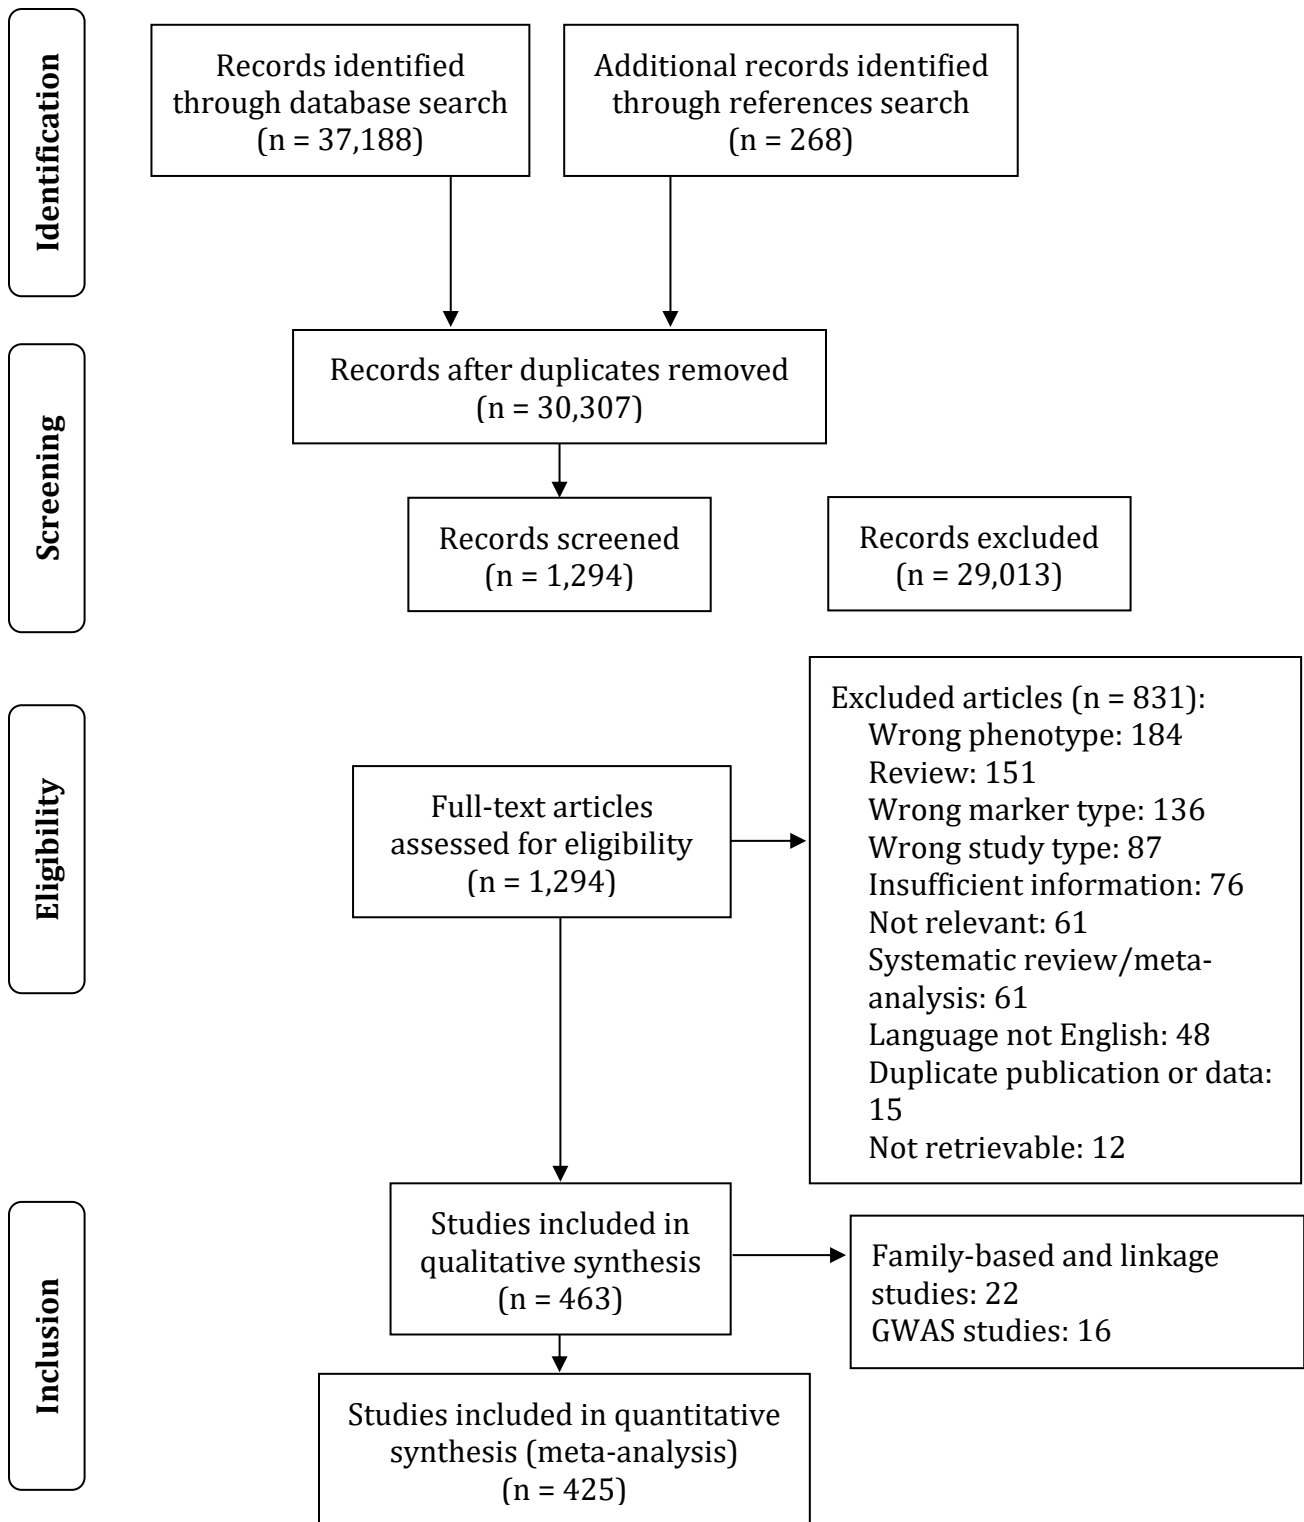 Identification
Records identified
through database search
(n = 37,188)
Additional records identified
through references search
(n = 268)
Screening
Records after duplicates removed
(n = 30,307)
Records screened
(n = 1,294)
Records excluded
(n = 29,013)
Eligibility
Full-text articles
assessed for eligibility
(n = 1,294)
Excluded articles (n = 831):
Wrong phenotype: 184
Review: 151
Wrong marker type: 136
Wrong study type: 87
Insufficient information: 76
Not relevant: 61
Systematic review/meta-
analysis: 61
Language not English: 48
Duplicate publication or data:
15
Not retrievable: 12
Inclusion
Studies included in
qualitative synthesis
(n = 463)
Family-based and linkage
studies: 22
GWAS studies: 16
Studies included in quantitative
synthesis (meta-analysis)
(n = 425)